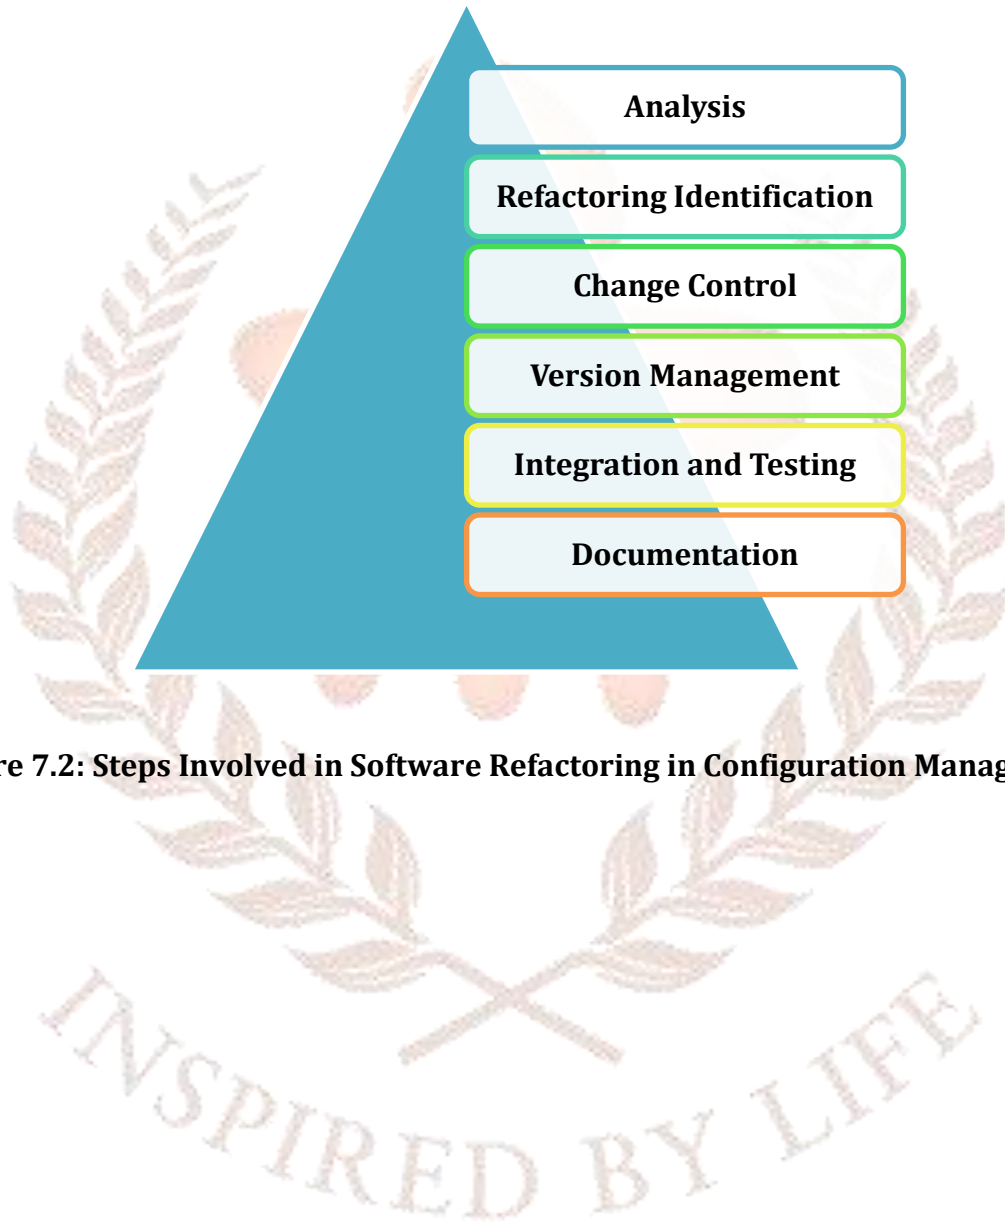 Analysis
Refactoring Identification
Change Control
Version Management
Integration and Testing
Documentation
re 7.2: Steps Involved in Software Refactoring in Configuration Manag
INSPIRED BY LIFE